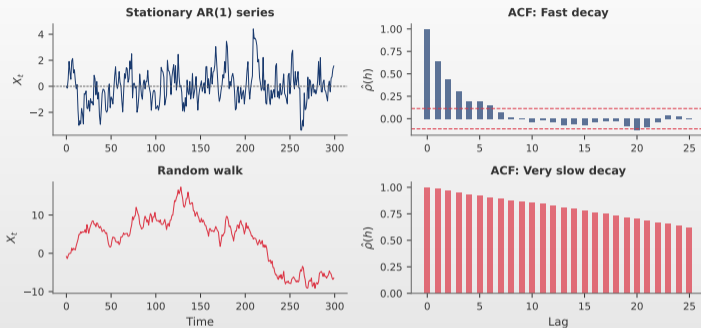 Stationary AR(1) series
4
2
0
−2
X_t
0 50 100 150 200 250 300
ACF: Fast decay
1.00
0.75
0.50
0.25
0.00
ρ̂(h)
0 5 10 15 20 25
Random walk
10
0
−10
X_t
0 50 100 150 200 250 300
Time
ACF: Very slow decay
1.00
0.75
0.50
0.25
0.00
ρ̂(h)
0 5 10 15 20 25
Lag